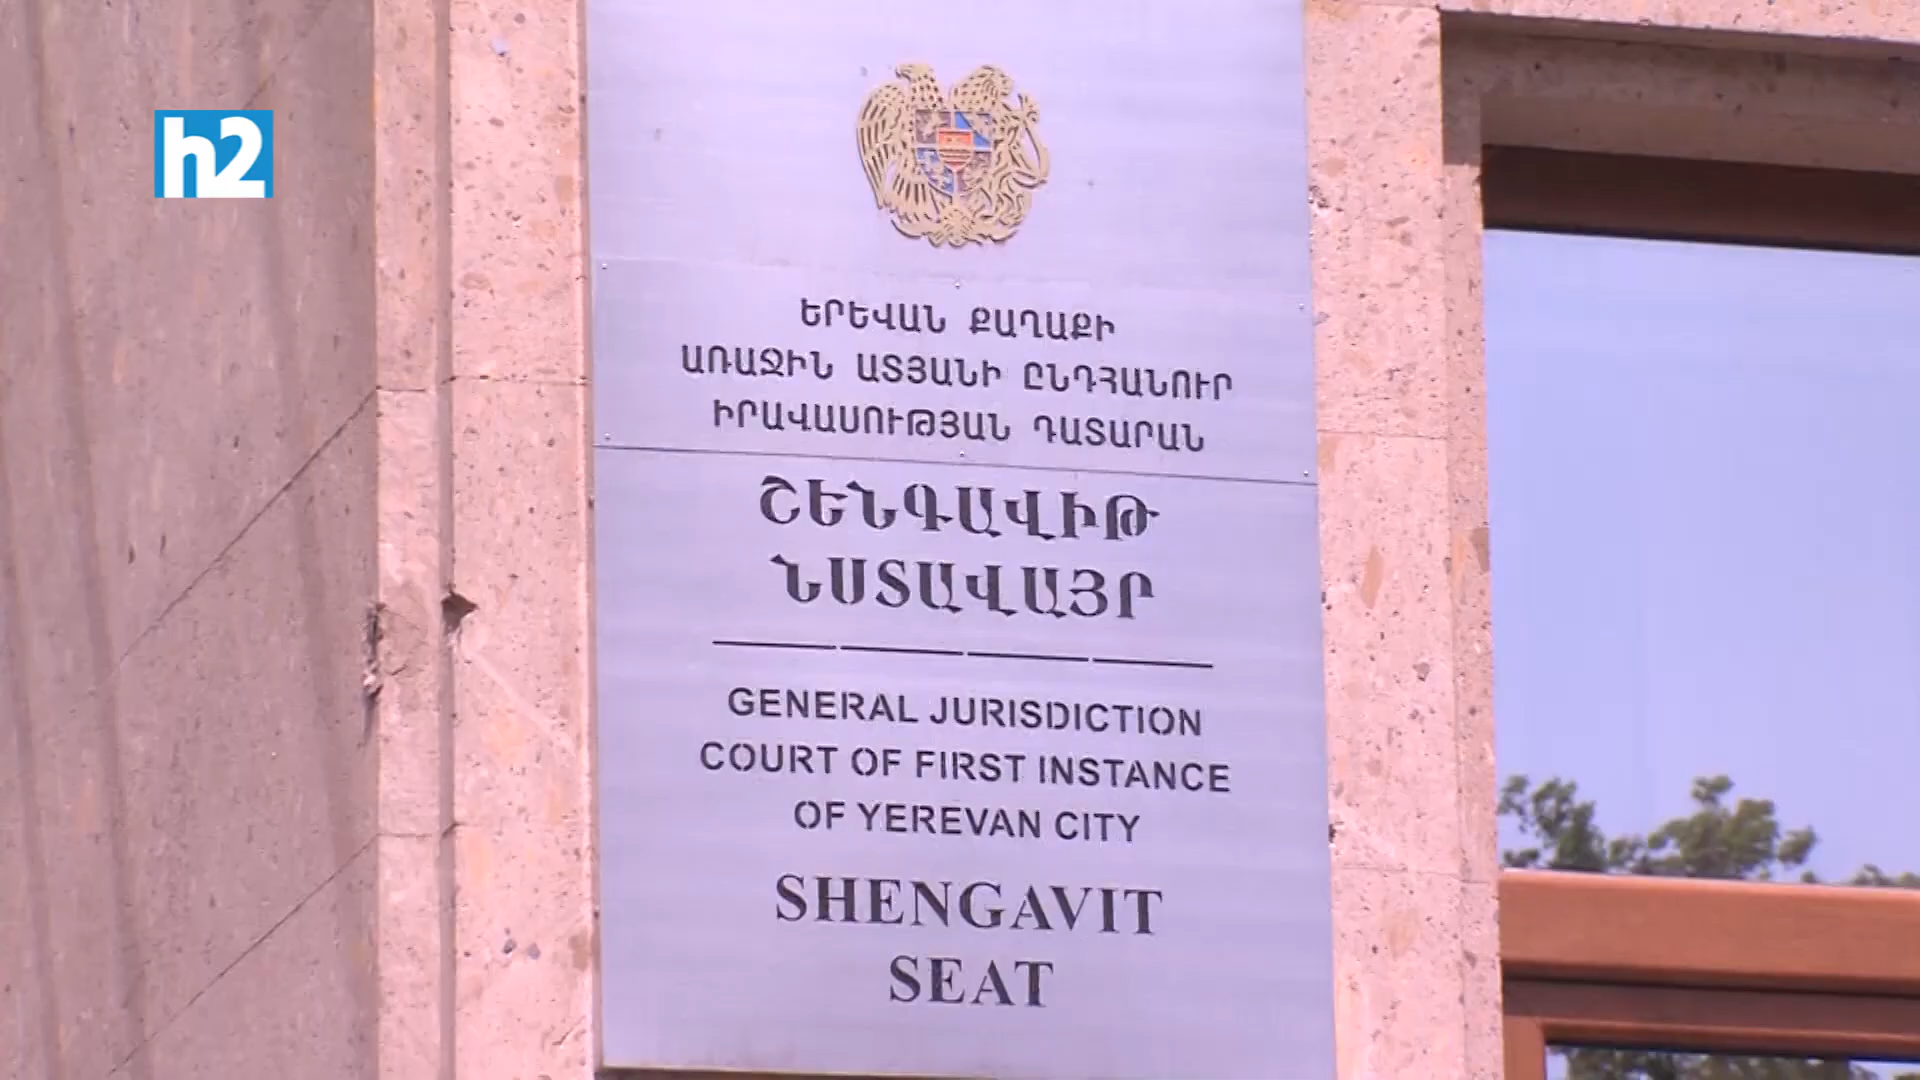 h2
ԵՐԵՎԱՆ ՔԱՂԱՔԻ
ԱՌԱՋԻՆ ԱՏՅԱՆԻ ԸՆԴՀԱՆՈՒՐ
ԻՐԱՎԱՍՈՒԹՅԱՆ ԴԱՏԱՐԱՆ
ՇԵՆԳԱՎԻԹ
ՆՍՏԱՎԱՅՐ
GENERAL JURISDICTION
COURT OF FIRST INSTANCE
OF YEREVAN CITY
SHENGAVIT
SEAT